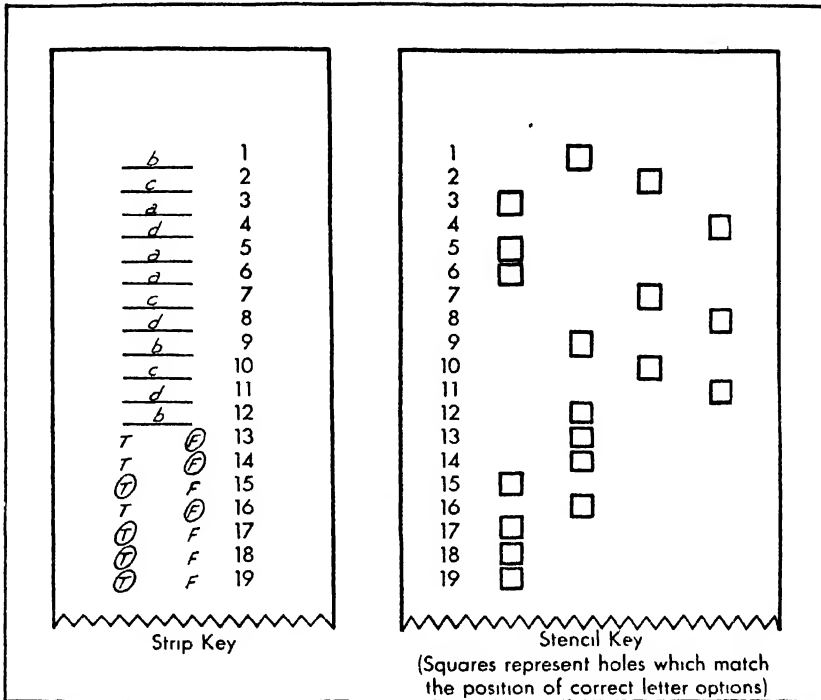 b 1
c 2
a 3
d 4
a 5
a 6
c 7
d 8
b 9
c 10
d 11
b 12
T F 13
T F 14
T F 15
T F 16
T F 17
T F 18
T F 19
Strip Key
1
2
3
4
5
6
7
8
9
10
11
12
13
14
15
16
17
18
19
Stencil Key
(Squares represent holes which match
the position of correct letter options)